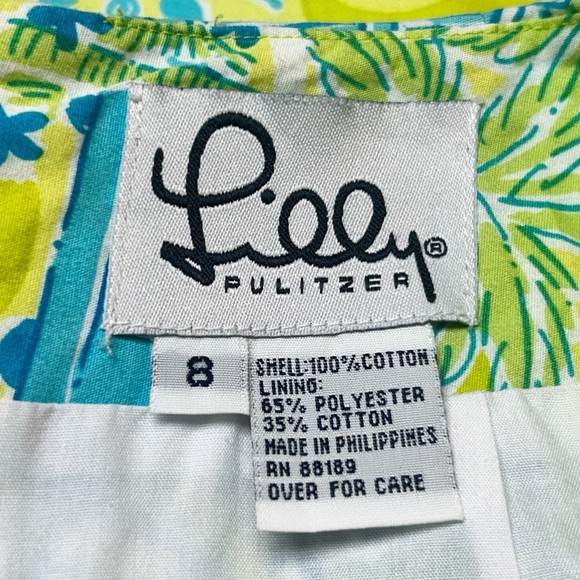 Lilly®
PULITZER
8
SHELL:100%COTTON
LINING:
65% POLYESTER
35% COTTON
MADE IN PHILIPPINES
RN 88189
OVER FOR CARE